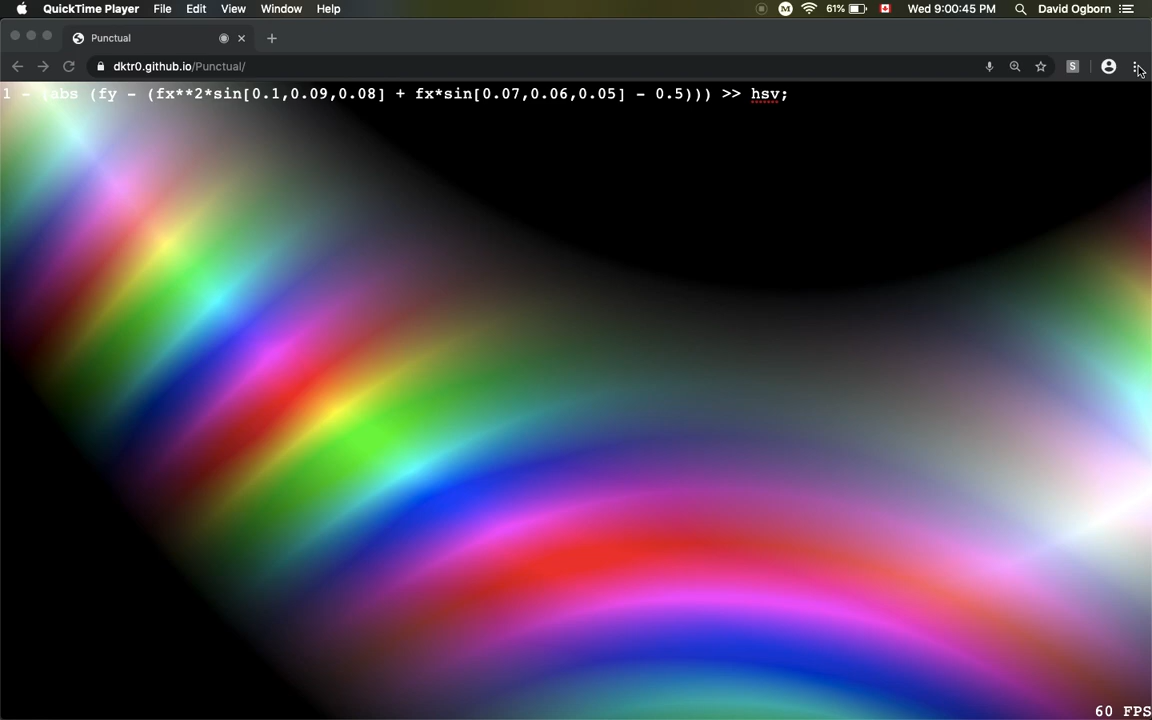 QuickTime Player File Edit View Window Help M 61% Wed 9:00:45 PM David Ogborn
Punctual
dktr0.github.io/Punctual/ S
1 - (abs (fy - (fx**2*sin[0.1,0.09,0.08] + fx*sin[0.07,0.06,0.05] - 0.5))) >> hsv;
60 FPS